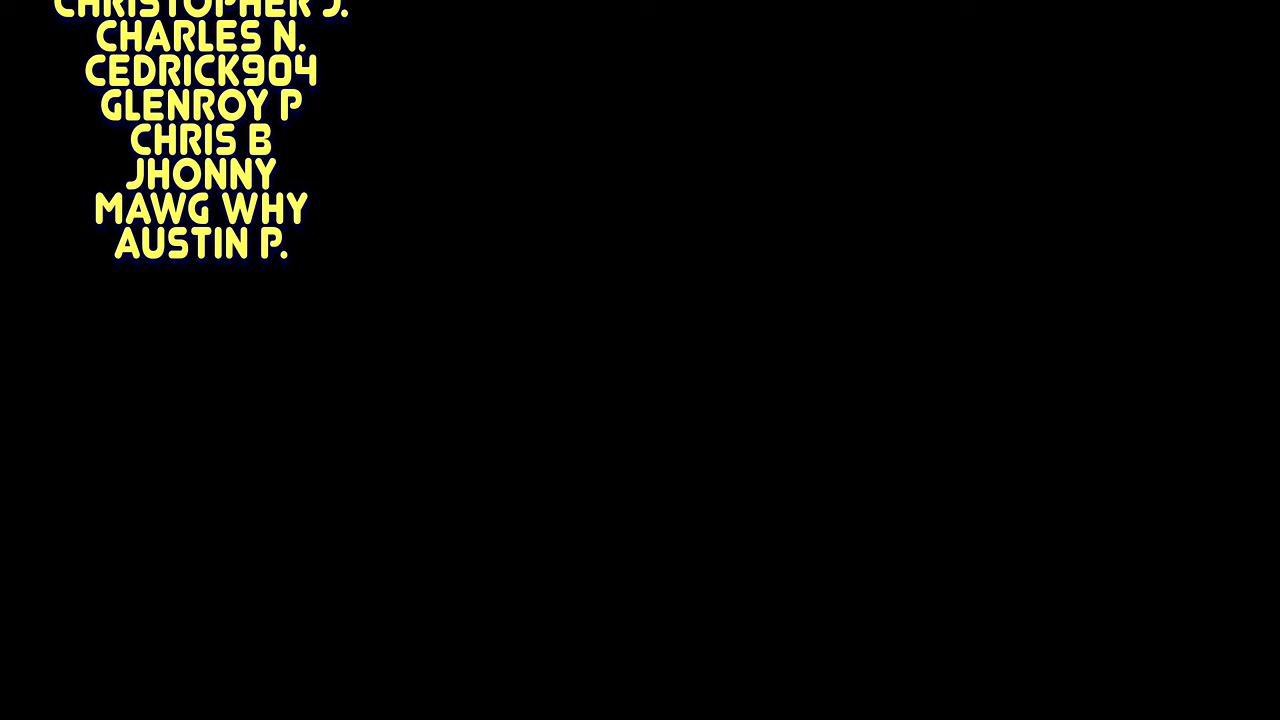 CHRISTOPHER J.
CHARLES N.
CEDRICK904
GLENROY P
CHRIS B
JHONNY
MAWG WHY
AUSTIN P.